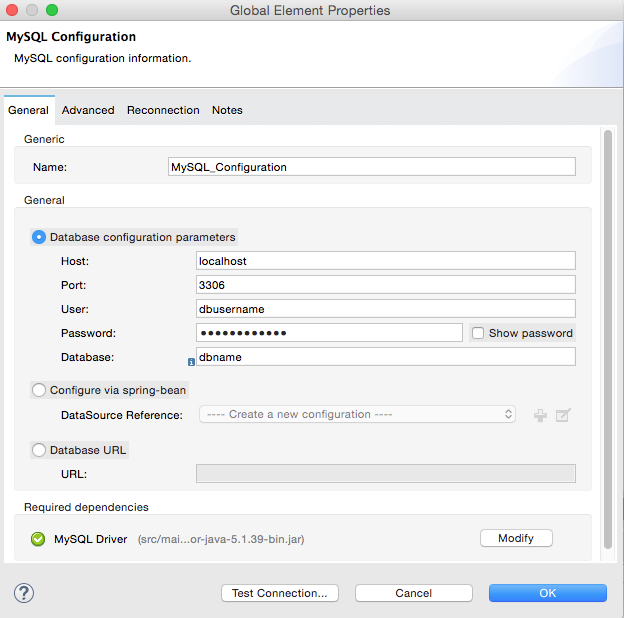 Global Element Properties
MySQL Configuration
MySQL configuration information.
General Advanced Reconnection Notes
Generic
Name: MySQL_Configuration
General
Database configuration parameters
Host: localhost
Port: 3306
User: dbusername
Password: ●●●●●●●●●●●● Show password
Database: dbname
Configure via spring-bean
DataSource Reference: ---- Create a new configuration ----
Database URL
URL:
Required dependencies
MySQL Driver (src/mai...or-java-5.1.39-bin.jar) Modify
? Test Connection... Cancel OK